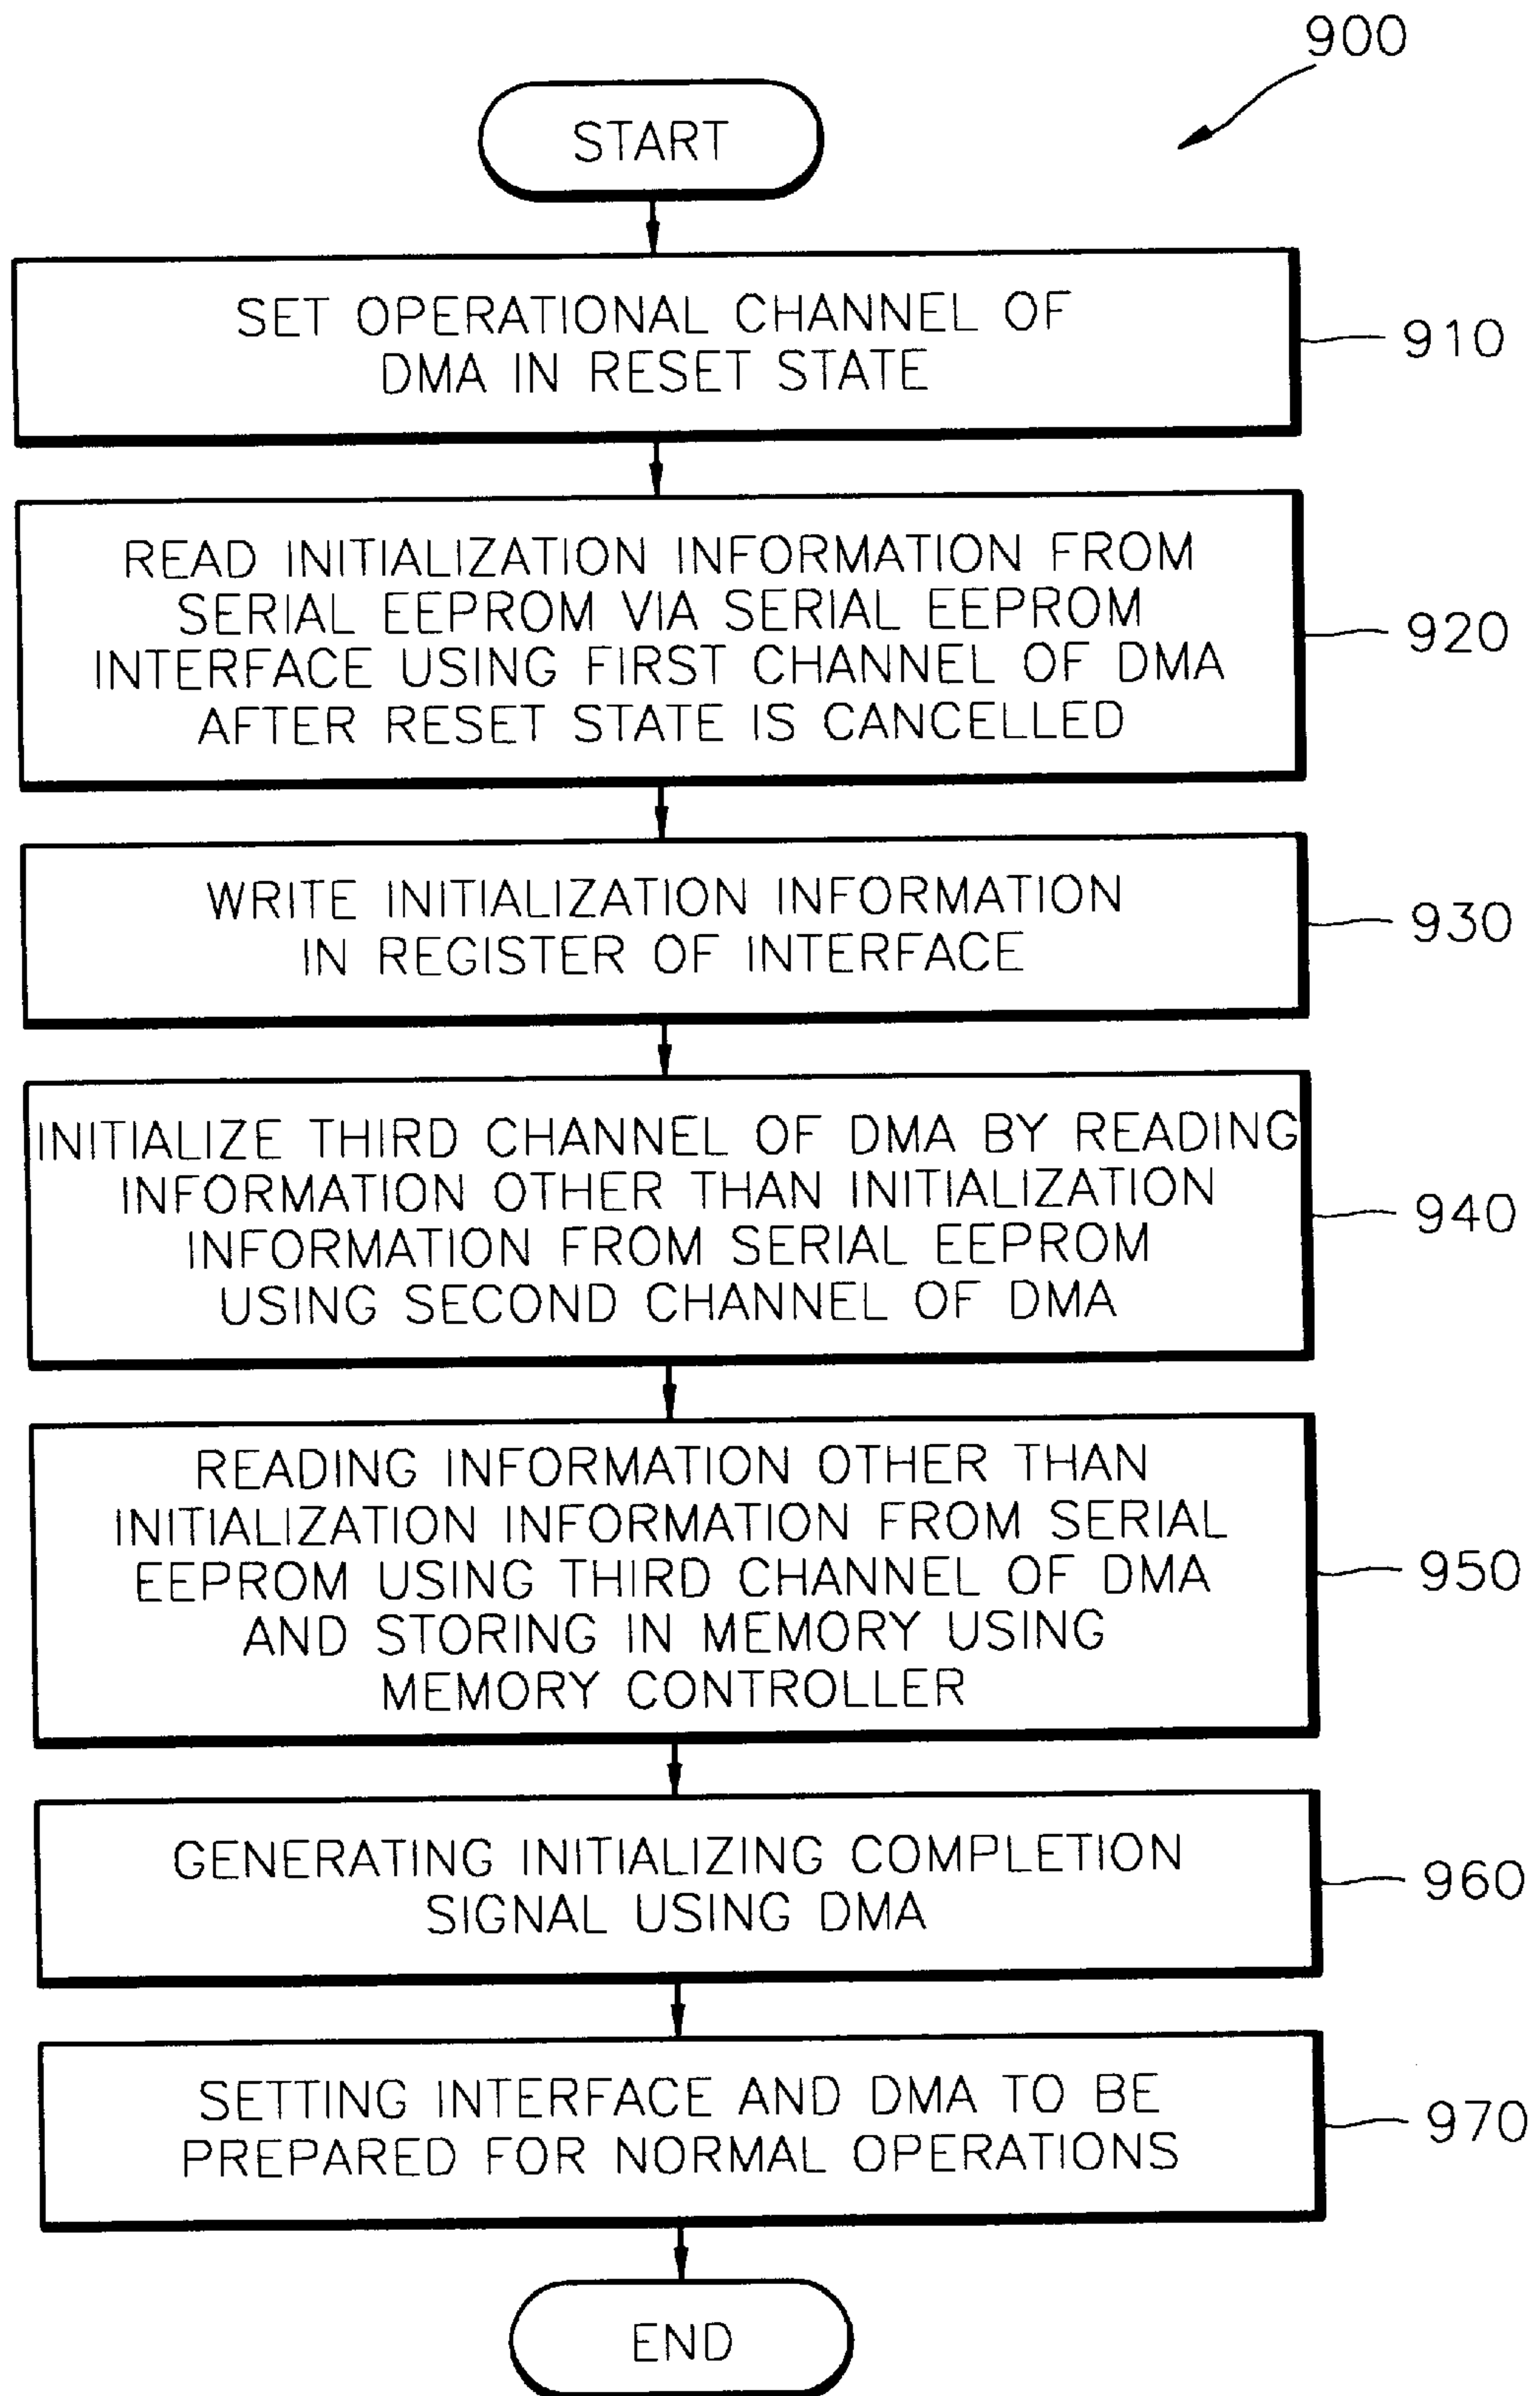 900
START
SET OPERATIONAL CHANNEL OF
DMA IN RESET STATE
910
READ INITIALIZATION INFORMATION FROM
SERIAL EEPROM VIA SERIAL EEPROM
INTERFACE USING FIRST CHANNEL OF DMA
AFTER RESET STATE IS CANCELLED
920
WRITE INITIALIZATION INFORMATION
IN REGISTER OF INTERFACE
930
INITIALIZE THIRD CHANNEL OF DMA BY READING
INFORMATION OTHER THAN INITIALIZATION
INFORMATION FROM SERIAL EEPROM
USING SECOND CHANNEL OF DMA
940
READING INFORMATION OTHER THAN
INITIALIZATION INFORMATION FROM SERIAL
EEPROM USING THIRD CHANNEL OF DMA
AND STORING IN MEMORY USING
MEMORY CONTROLLER
950
GENERATING INITIALIZING COMPLETION
SIGNAL USING DMA
960
SETTING INTERFACE AND DMA TO BE
PREPARED FOR NORMAL OPERATIONS
970
END